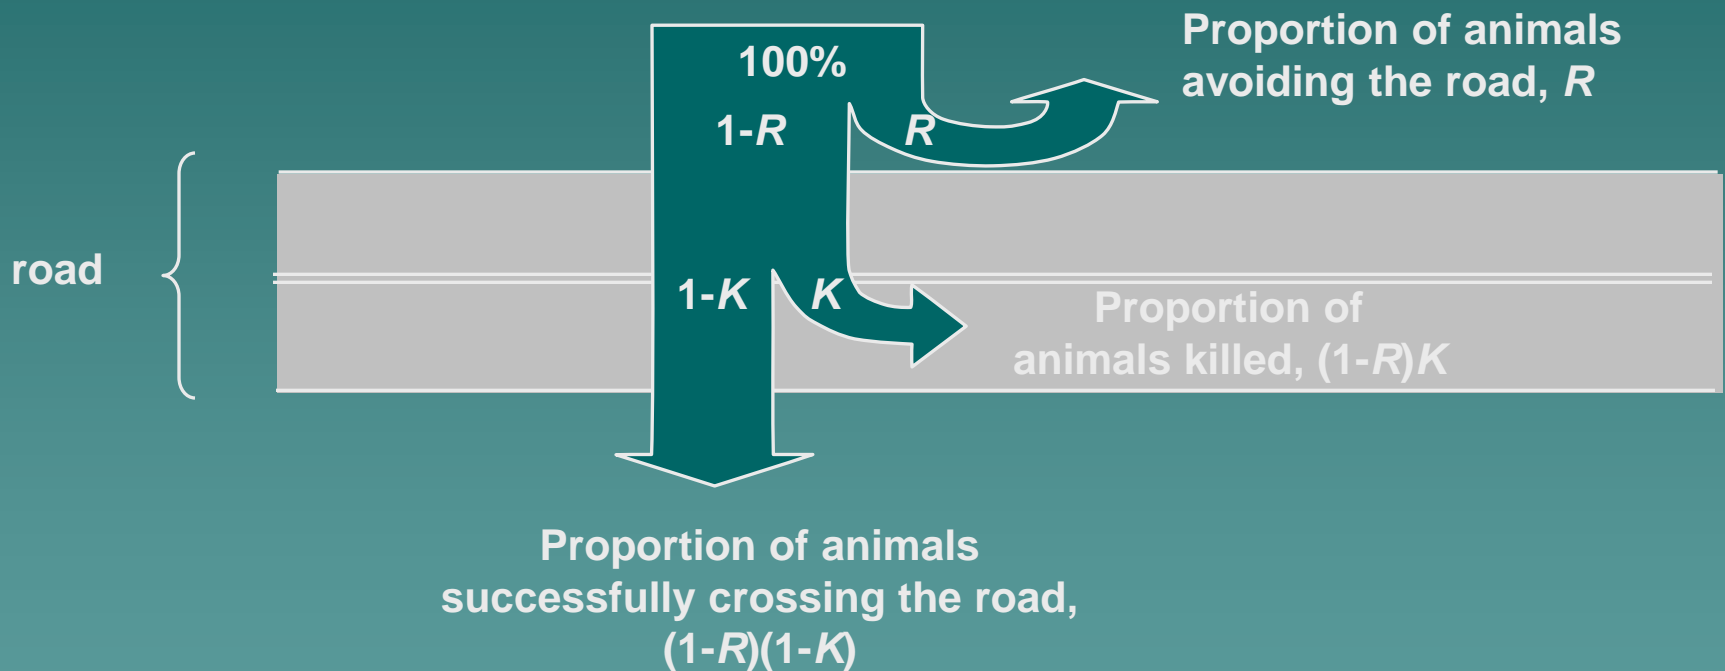 100%
Proportion of animals
avoiding the road, R
1-R
R
road
1-K
K
Proportion of
animals killed, (1-R)K
Proportion of animals
successfully crossing the road,
(1-R)(1-K)